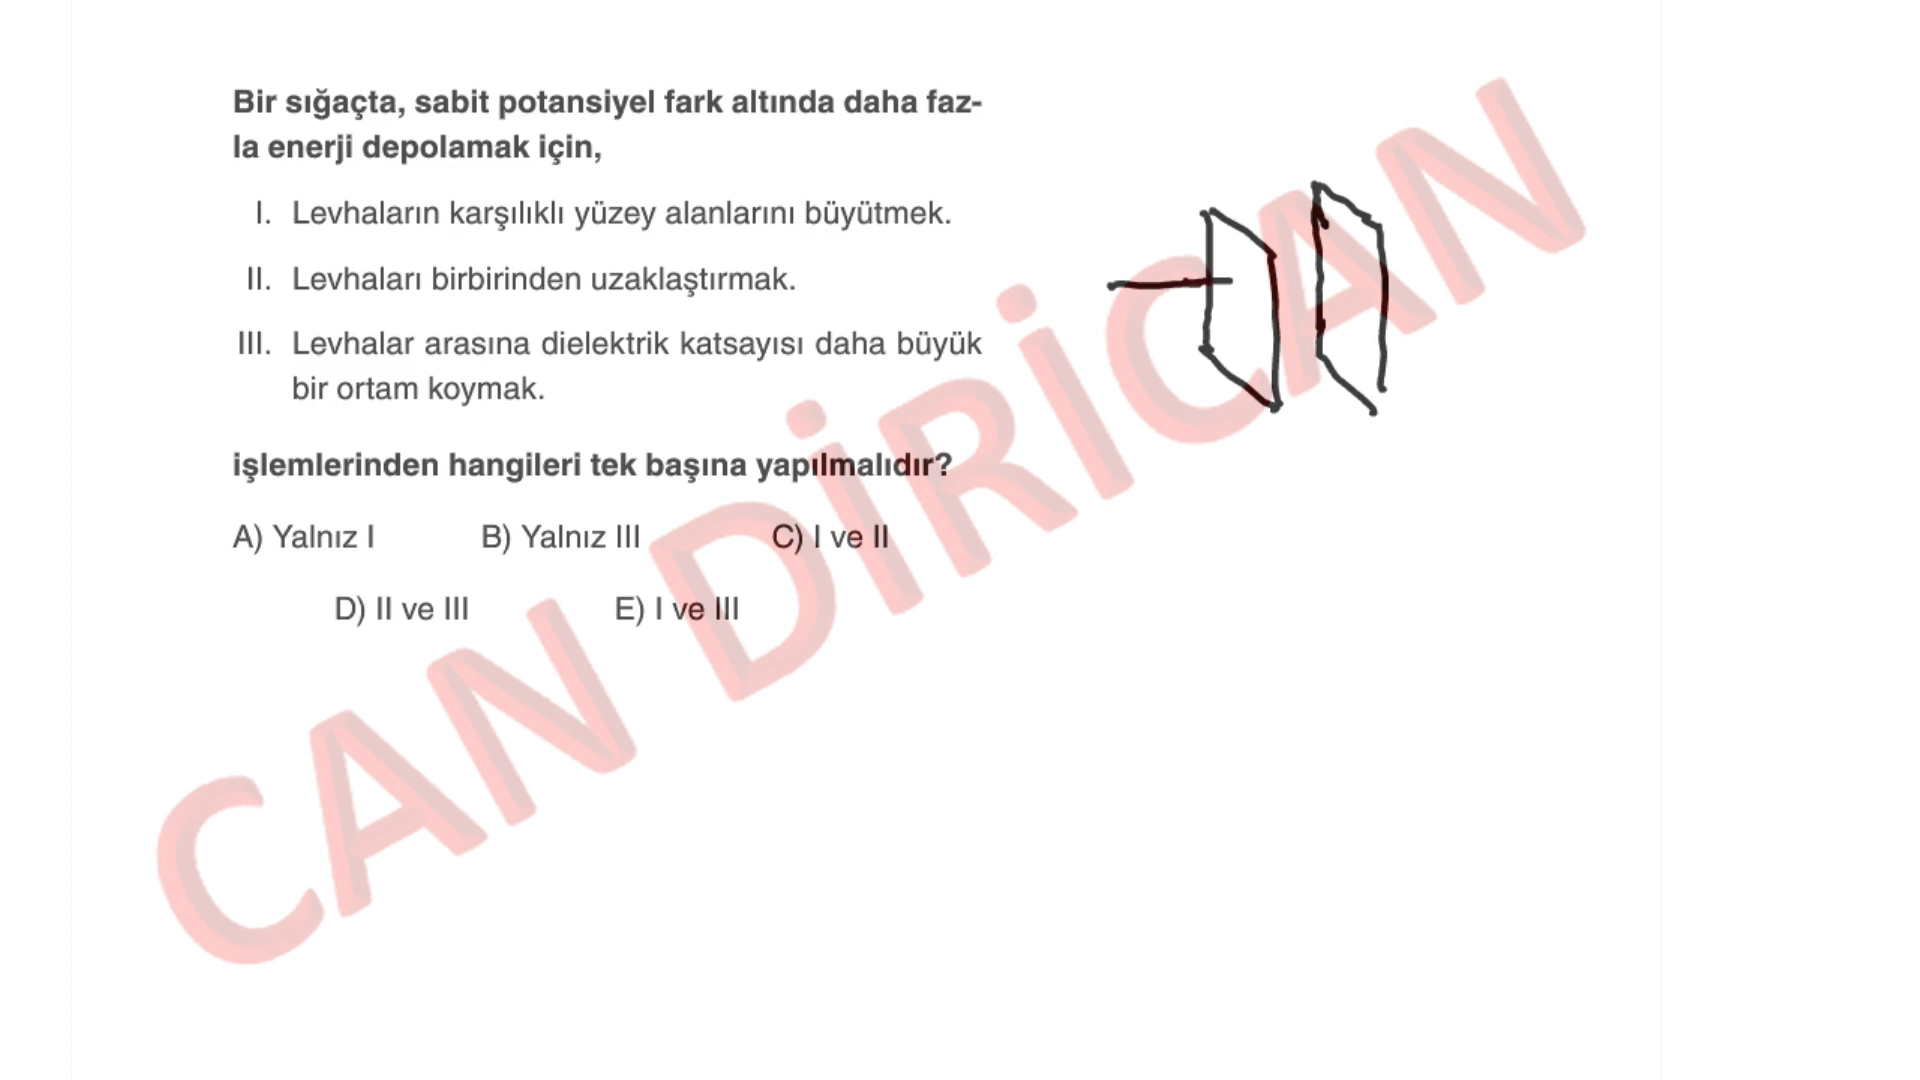 Bir sığaçta, sabit potansiyel fark altında daha faz-
la enerji depolamak için,
I. Levhaların karşılıklı yüzey alanlarını büyütmek.
II. Levhaları birbirinden uzaklaştırmak.
III. Levhalar arasına dielektrik katsayısı daha büyük
bir ortam koymak.
işlemlerinden hangileri tek başına yapılmalıdır?
A) Yalnız I B) Yalnız III C) I ve II
D) II ve III E) I ve III
CAN DİRİCAN